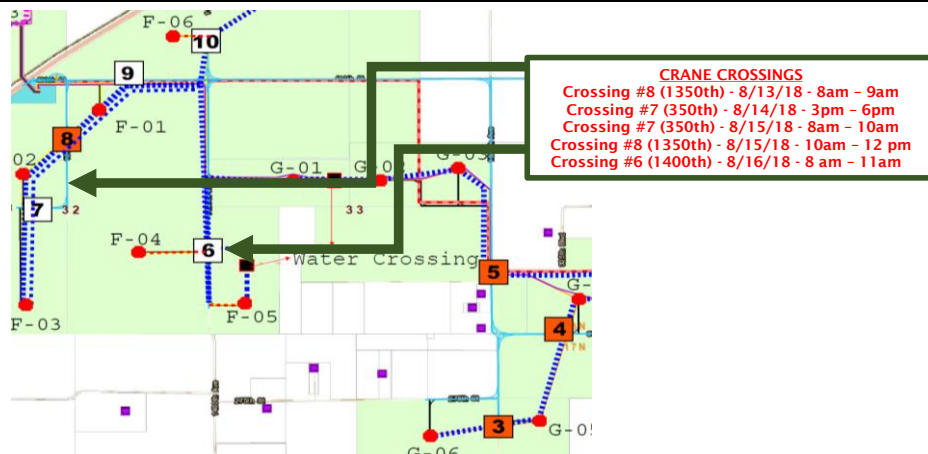 F-06
10
9
F-01
8
02
7
32
G-01
33
F-04
6
Water Crossing
5
F-03
F-05
4
17N
3
G-05
G-06
CRANE CROSSINGS
Crossing #8 (1350th) - 8/13/18 - 8am – 9am
Crossing #7 (350th) - 8/14/18 - 3pm – 6pm
Crossing #7 (350th) - 8/15/18 - 8am – 10am
Crossing #8 (1350th) - 8/15/18 - 10am – 12 pm
Crossing #6 (1400th) - 8/16/18 - 8 am – 11am